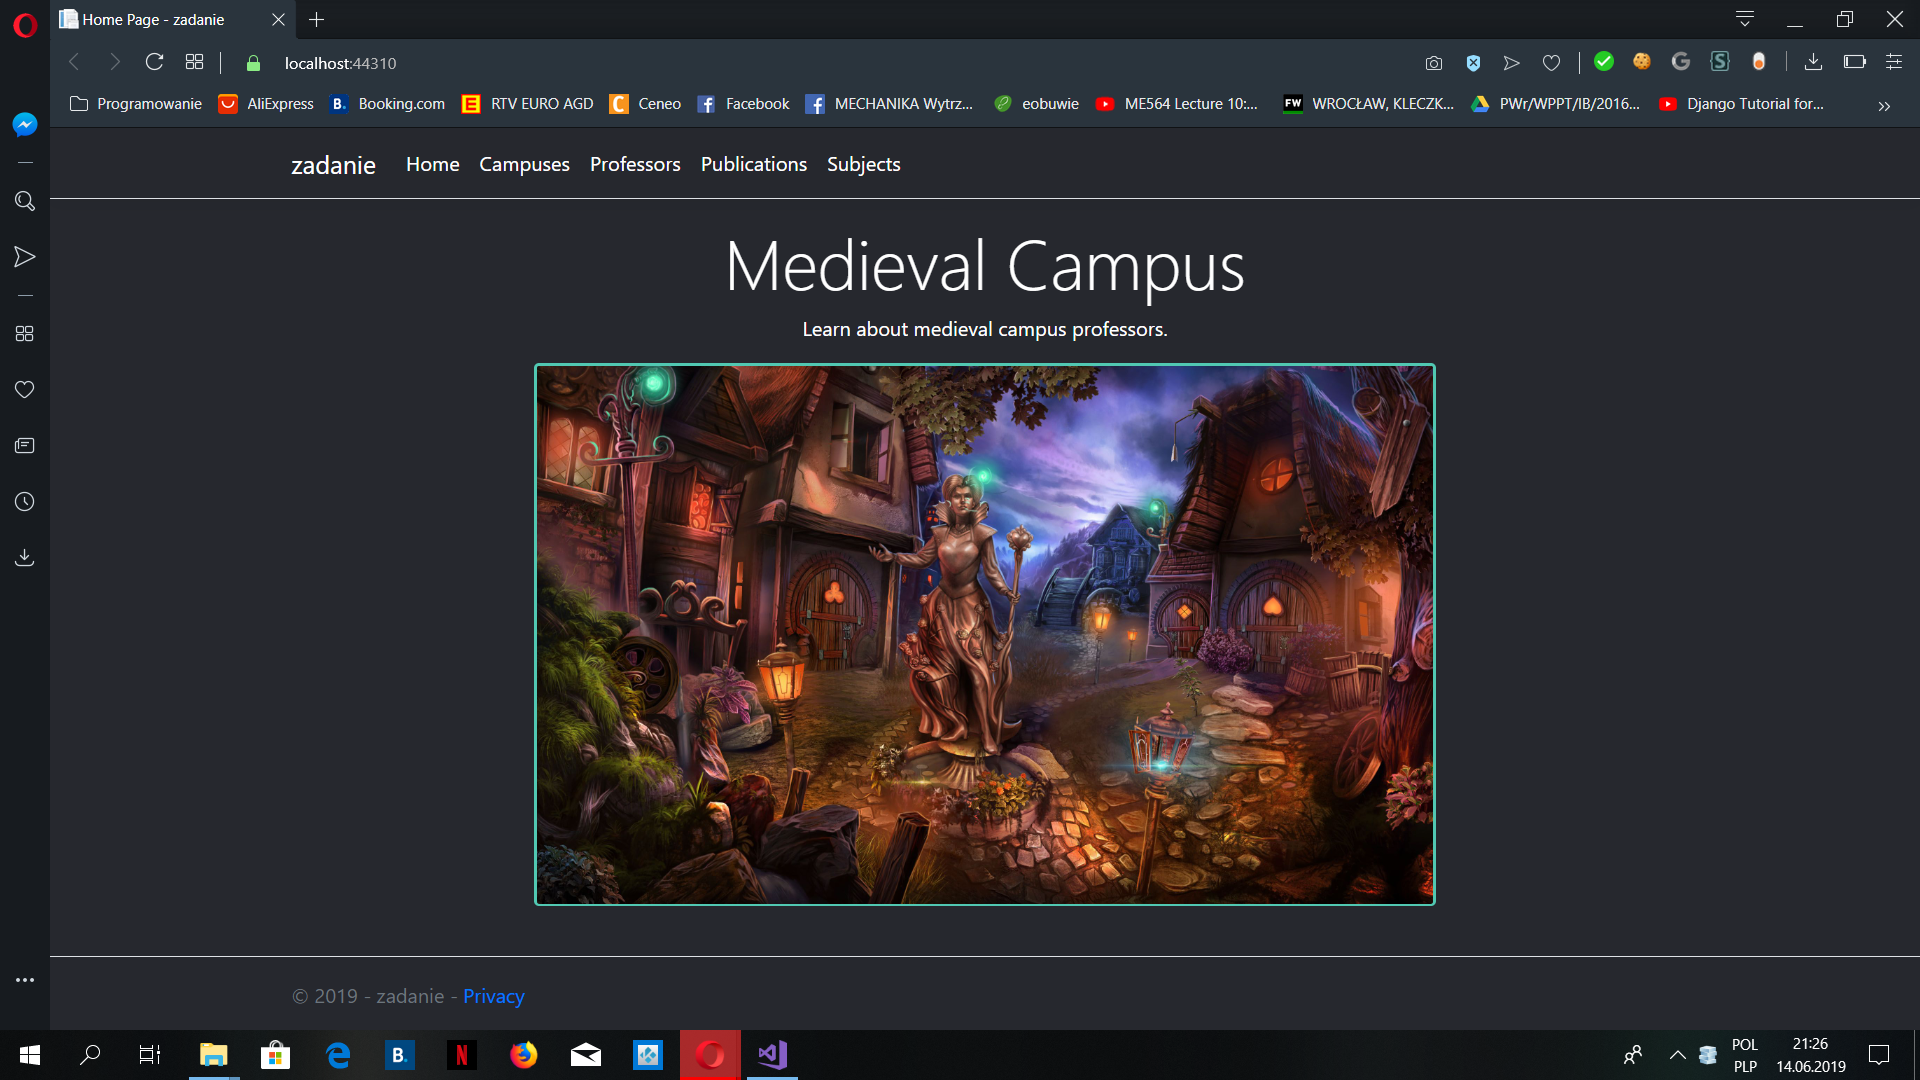 Home Page - zadanie
localhost:44310
Programowanie AliExpress B. Booking.com E RTV EURO AGD C Ceneo Facebook MECHANIKA Wytrz... eobuwie ME564 Lecture 10:... FW WROCŁAW, KLECZK... PWr/WPPT/IB/2016... Django Tutorial for...
zadanie Home Campuses Professors Publications Subjects
Medieval Campus
Learn about medieval campus professors.
© 2019 - zadanie - Privacy
POL 21:26
PLP 14.06.2019